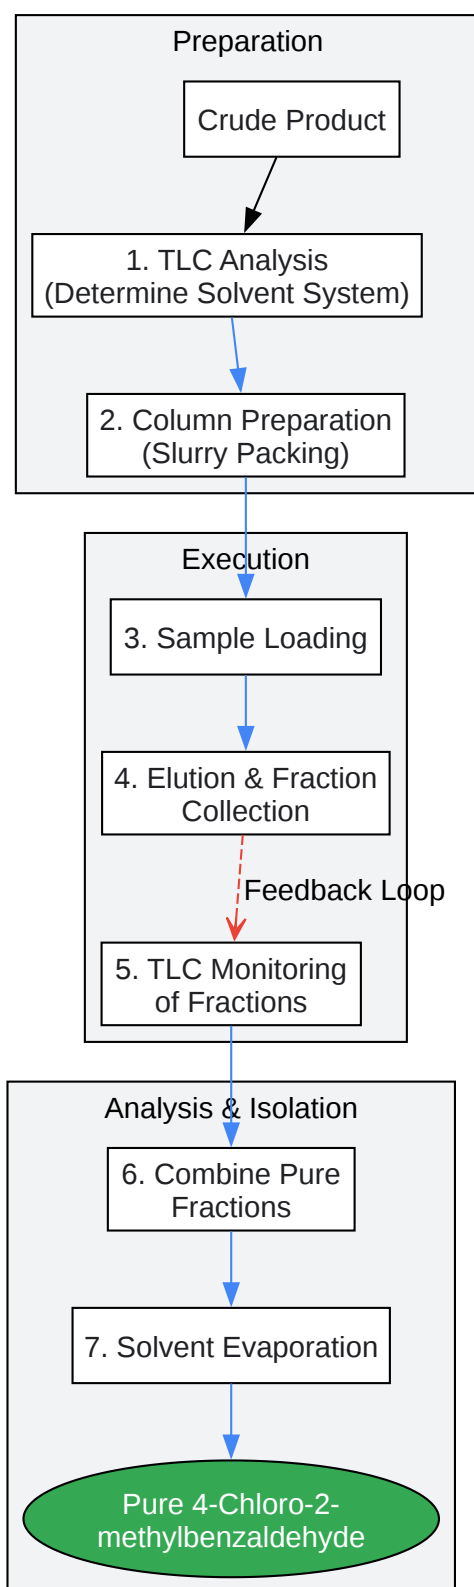 Preparation
Crude Product
1. TLC Analysis
(Determine Solvent System)
2. Column Preparation
(Slurry Packing)
Execution
3. Sample Loading
4. Elution & Fraction
Collection
Feedback Loop
5. TLC Monitoring
of Fractions
Analysis & Isolation
6. Combine Pure
Fractions
7. Solvent Evaporation
Pure 4-Chloro-2-
methylbenzaldehyde